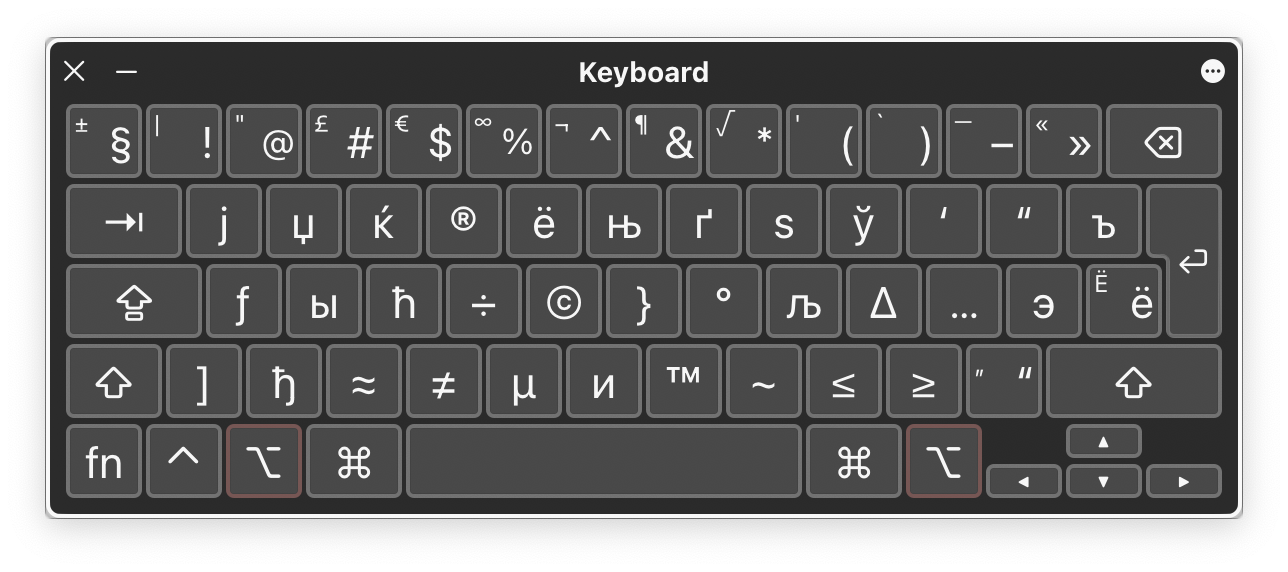 Keyboard
± § | ! " @ £ # € $ ∞ % ¬ ^ ¶ & √ * ' ( ` ) — – « »
ј џ ќ ® ё њ ґ ѕ ў ‘ “ ъ
ƒ ы ћ ÷ © } ° љ ∆ … э Ё ё
] ђ ≈ ≠ µ и ™ ~ ≤ ≥ " “
fn ^ ⌥ ⌘ ⌘ ⌥